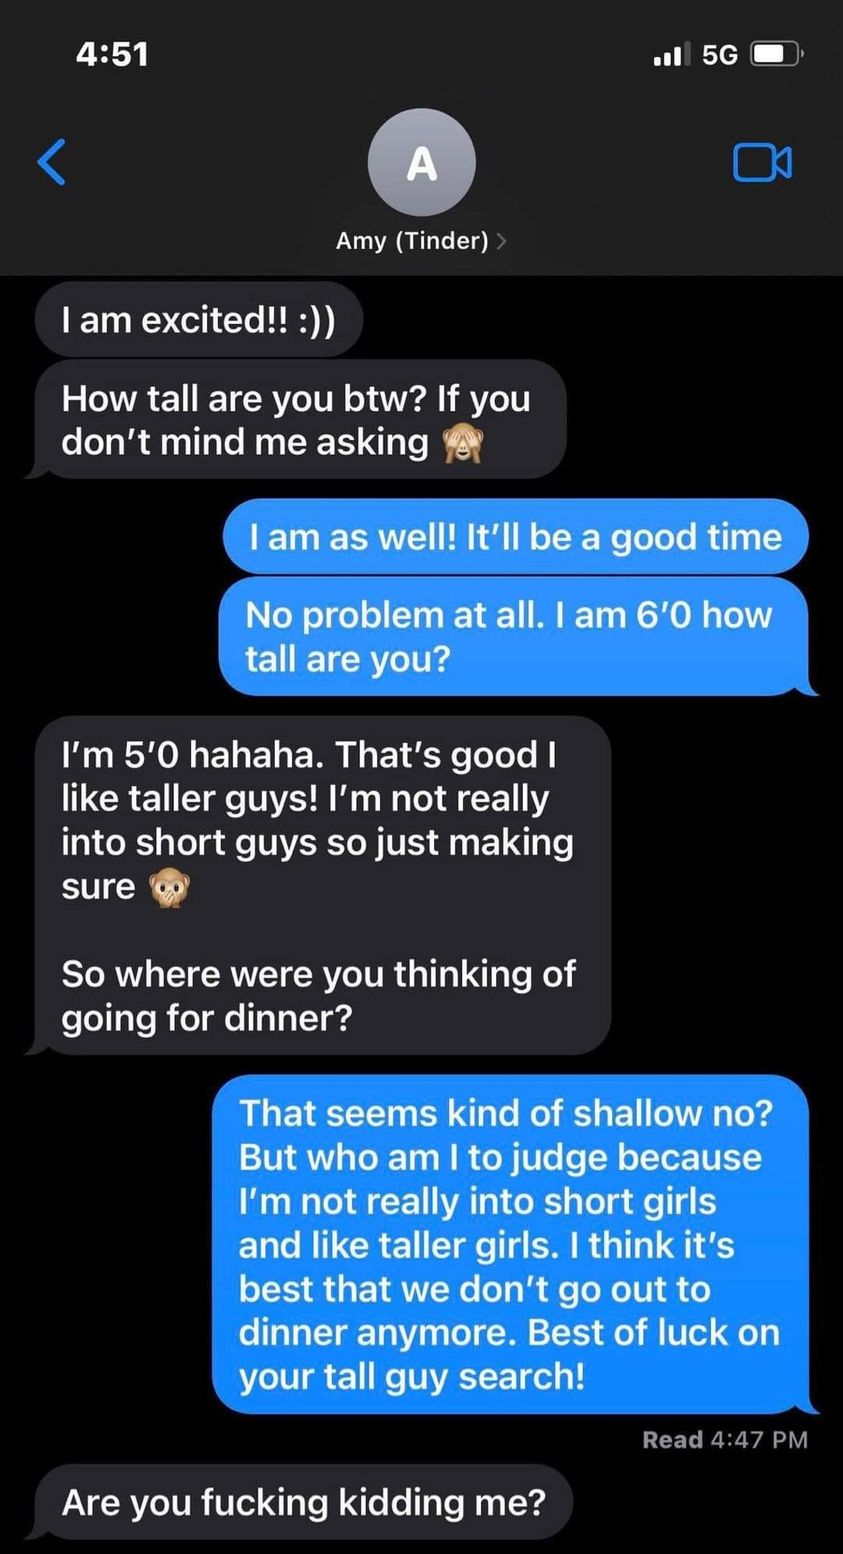 4:51
5G
A
Amy (Tinder)
I am excited!! :))
How tall are you btw? If you
don’t mind me asking 🙈
I am as well! It’ll be a good time
No problem at all. I am 6’0 how
tall are you?
I’m 5’0 hahaha. That’s good I
like taller guys! I’m not really
into short guys so just making
sure 🙊
So where were you thinking of
going for dinner?
That seems kind of shallow no?
But who am I to judge because
I’m not really into short girls
and like taller girls. I think it’s
best that we don’t go out to
dinner anymore. Best of luck on
your tall guy search!
Read 4:47 PM
Are you fucking kidding me?